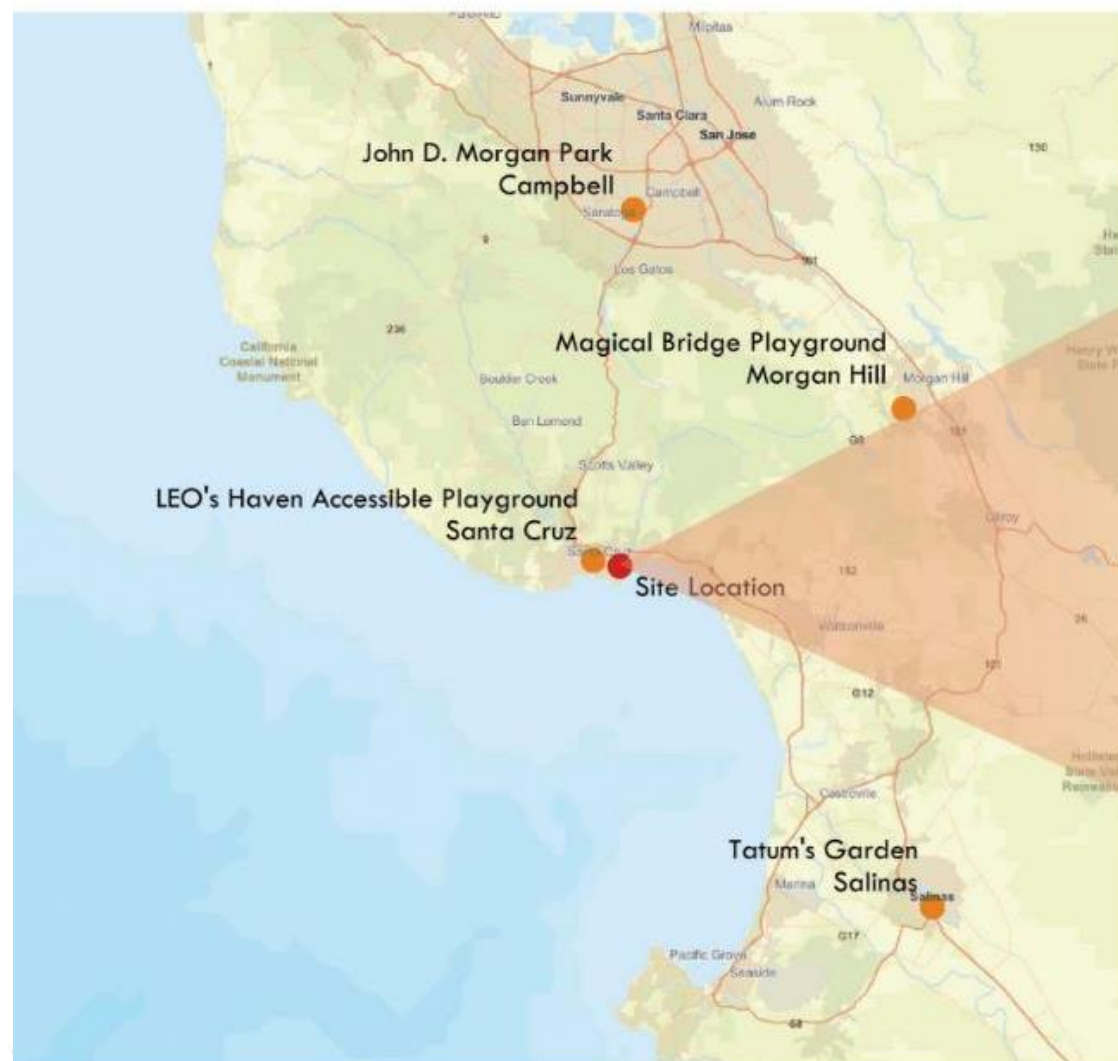 Milpitas
Sunnyvale
Santa Clara
Alum Rock
San Jose
John D. Morgan Park
Campbell
130
Campbell
Saratoga
9
Los Gatos
101
236
California
Coastal National
Monument
Magical Bridge Playground
Morgan Hill
Morgan Hill
Boulder Creek
Ben Lomond
G8
Scotts Valley
LEO's Haven Accessible Playground
Santa Cruz
Gilroy
Site Location
152
Watsonville
G12
Castroville
Tatum's Garden
Salinas
Marina
Salinas
G17
Pacific Grove
Seaside